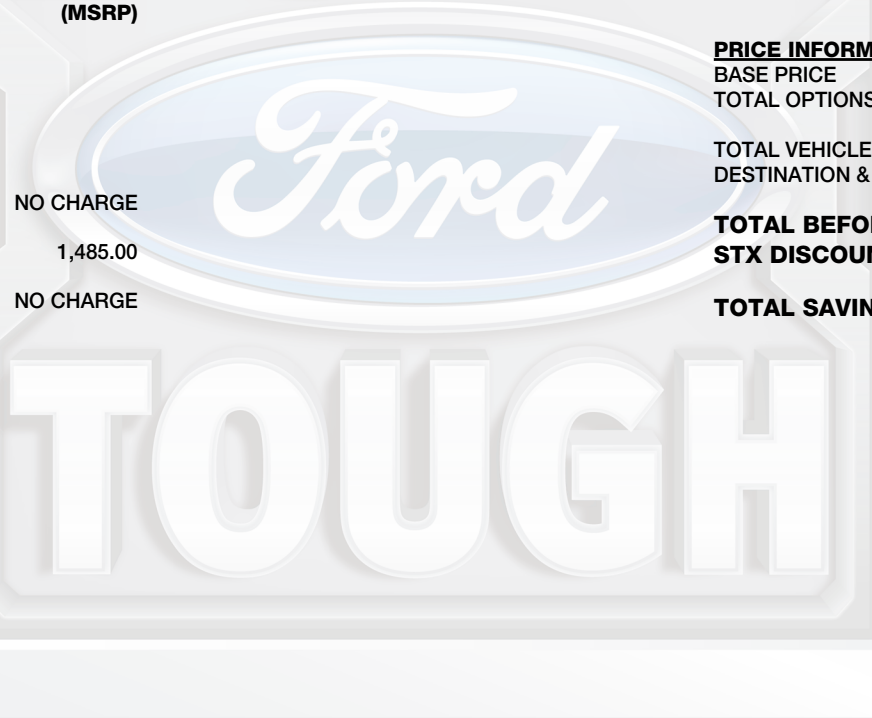 (MSRP)
NO CHARGE
1,485.00
NO CHARGE
PRICE INFORM
BASE PRICE
TOTAL OPTIONS
TOTAL VEHICLE
DESTINATION &
TOTAL BEFO
STX DISCOU
TOTAL SAVIN
Ford
TOUGH